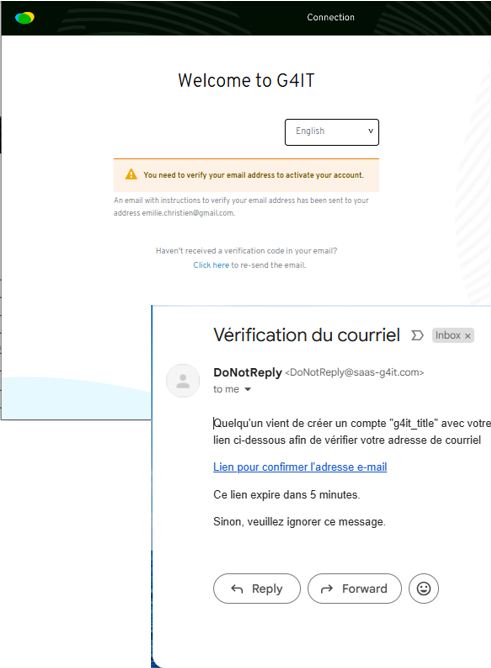 Connection
Welcome to G4IT
English
You need to verify your email address to activate your account.
An email with instructions to verify your email address has been sent to your
address emilie.christien@gmail.com.
Haven't received a verification code in your email?
Click here to re-send the email.
Vérification du courriel
Inbox x
DoNotReply <DoNotReply@saas-g4it.com>
to me
Quelqu'un vient de créer un compte "g4it_title" avec votre
lien ci-dessous afin de vérifier votre adresse de courriel
Lien pour confirmer l'adresse e-mail
Ce lien expire dans 5 minutes.
Sinon, veuillez ignorer ce message.
Reply
Forward